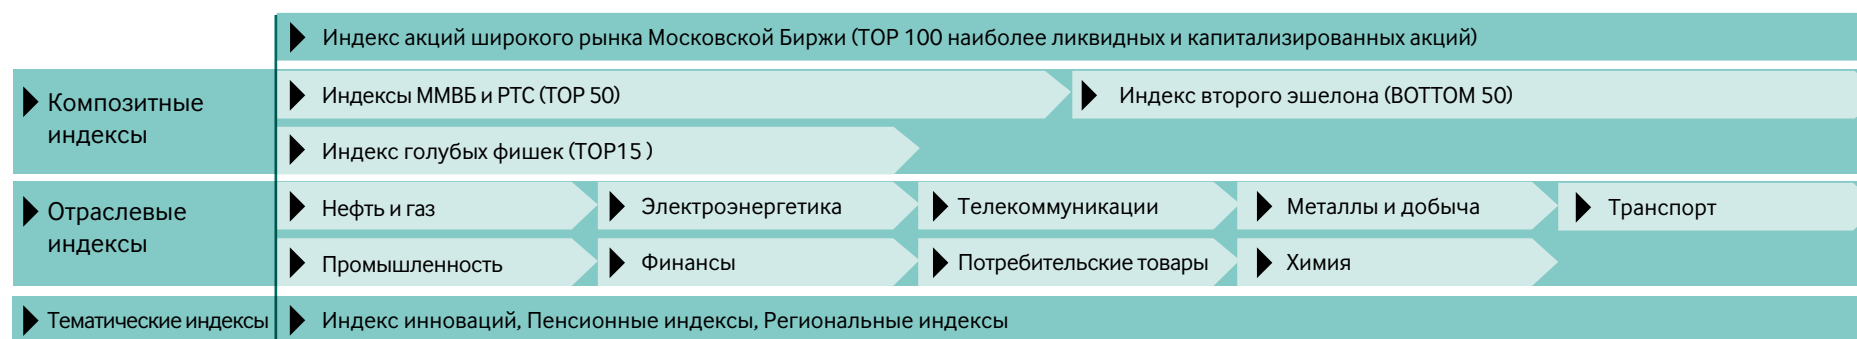 Индекс акций широкого рынка Московской Биржи (TOP 100 наиболее ликвидных и капитализированных акций)
Композитные
индексы
Индексы ММВБ и РТС (TOP 50)
Индекс второго эшелона (BOTTOM 50)
Индекс голубых фишек (TOP15 )
Отраслевые
индексы
Нефть и газ
Электроэнергетика
Телекоммуникации
Металлы и добыча
Транспорт
Промышленность
Финансы
Потребительские товары
Химия
Тематические индексы
Индекс инноваций, Пенсионные индексы, Региональные индексы